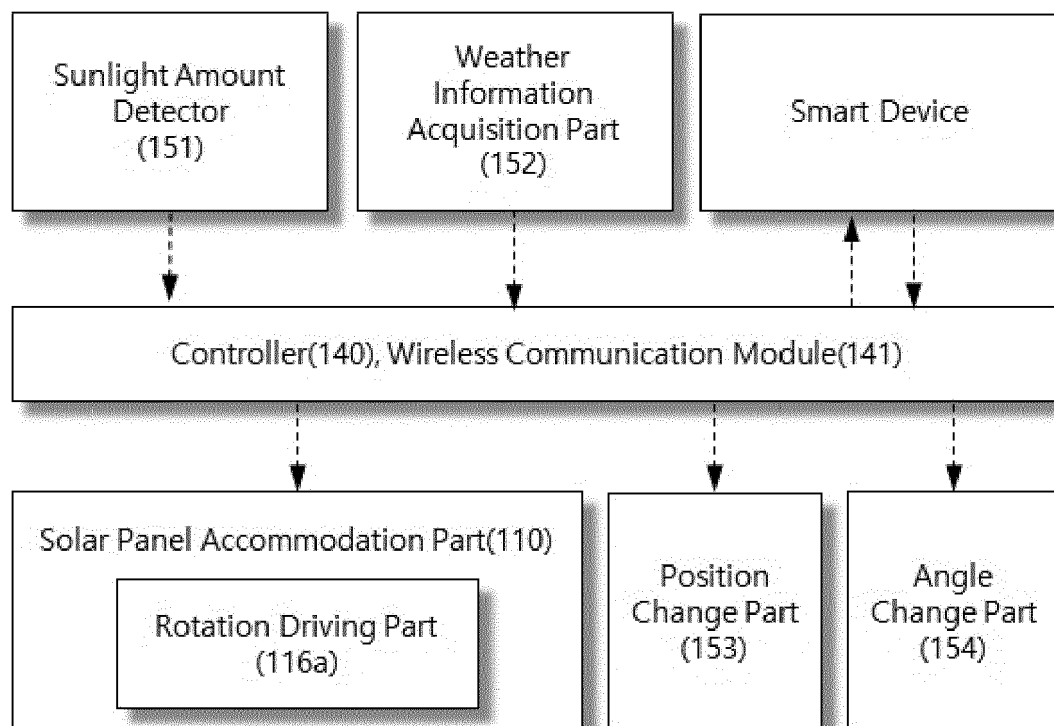 Sunlight Amount
Detector
(151)
Weather
Information
Acquisition Part
(152)
Smart Device
Controller(140), Wireless Communication Module(141)
Solar Panel Accommodation Part(110)
Rotation Driving Part
(116a)
Position
Change Part
(153)
Angle
Change Part
(154)